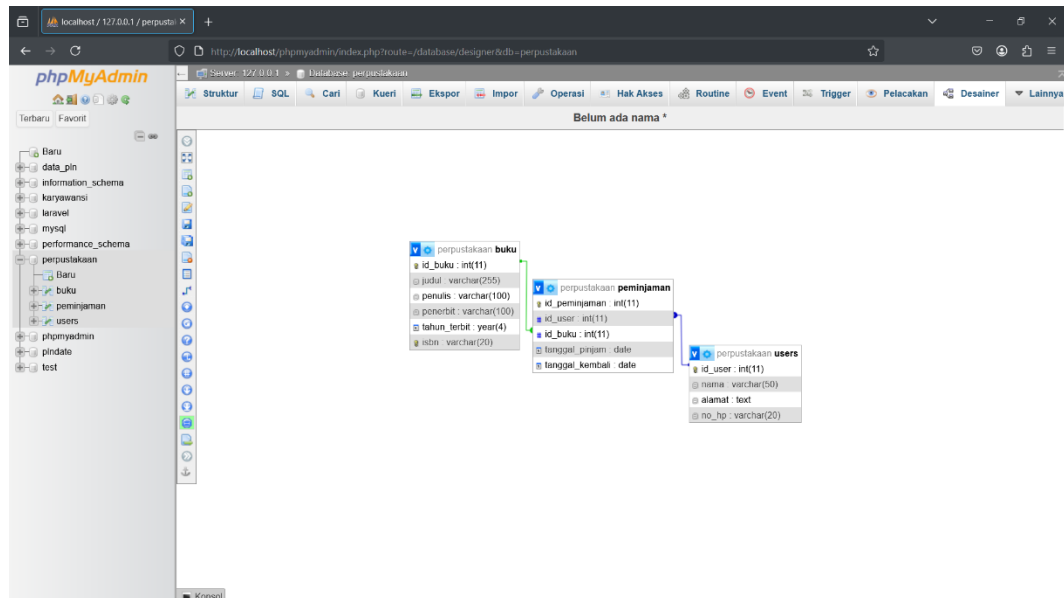 localhost / 127.0.0.1 / perpustak
http://localhost/phpmyadmin/index.php?route=/database/designer&db=perpustakaan
phpMyAdmin
Terbaru Favorit
Baru
data_pln
information_schema
karyawansi
laravel
mysql
performance_schema
perpustakaan
Baru
buku
peminjaman
users
phpmyadmin
plndate
test
Server: 127.0.0.1 » Database: perpustakaan
Struktur SQL Cari Kueri Ekspor Impor Operasi Hak Akses Routine Event Trigger Pelacakan Desainer Lainnya
Belum ada nama *
v perpustakaan buku
id_buku : int(11)
judul : varchar(255)
penulis : varchar(100)
penerbit : varchar(100)
tahun_terbit : year(4)
isbn : varchar(20)
v perpustakaan peminjaman
id_peminjaman : int(11)
id_user : int(11)
id_buku : int(11)
tanggal_pinjam : date
tanggal_kembali : date
v perpustakaan users
id_user : int(11)
nama : varchar(50)
alamat : text
no_hp : varchar(20)
Konsol